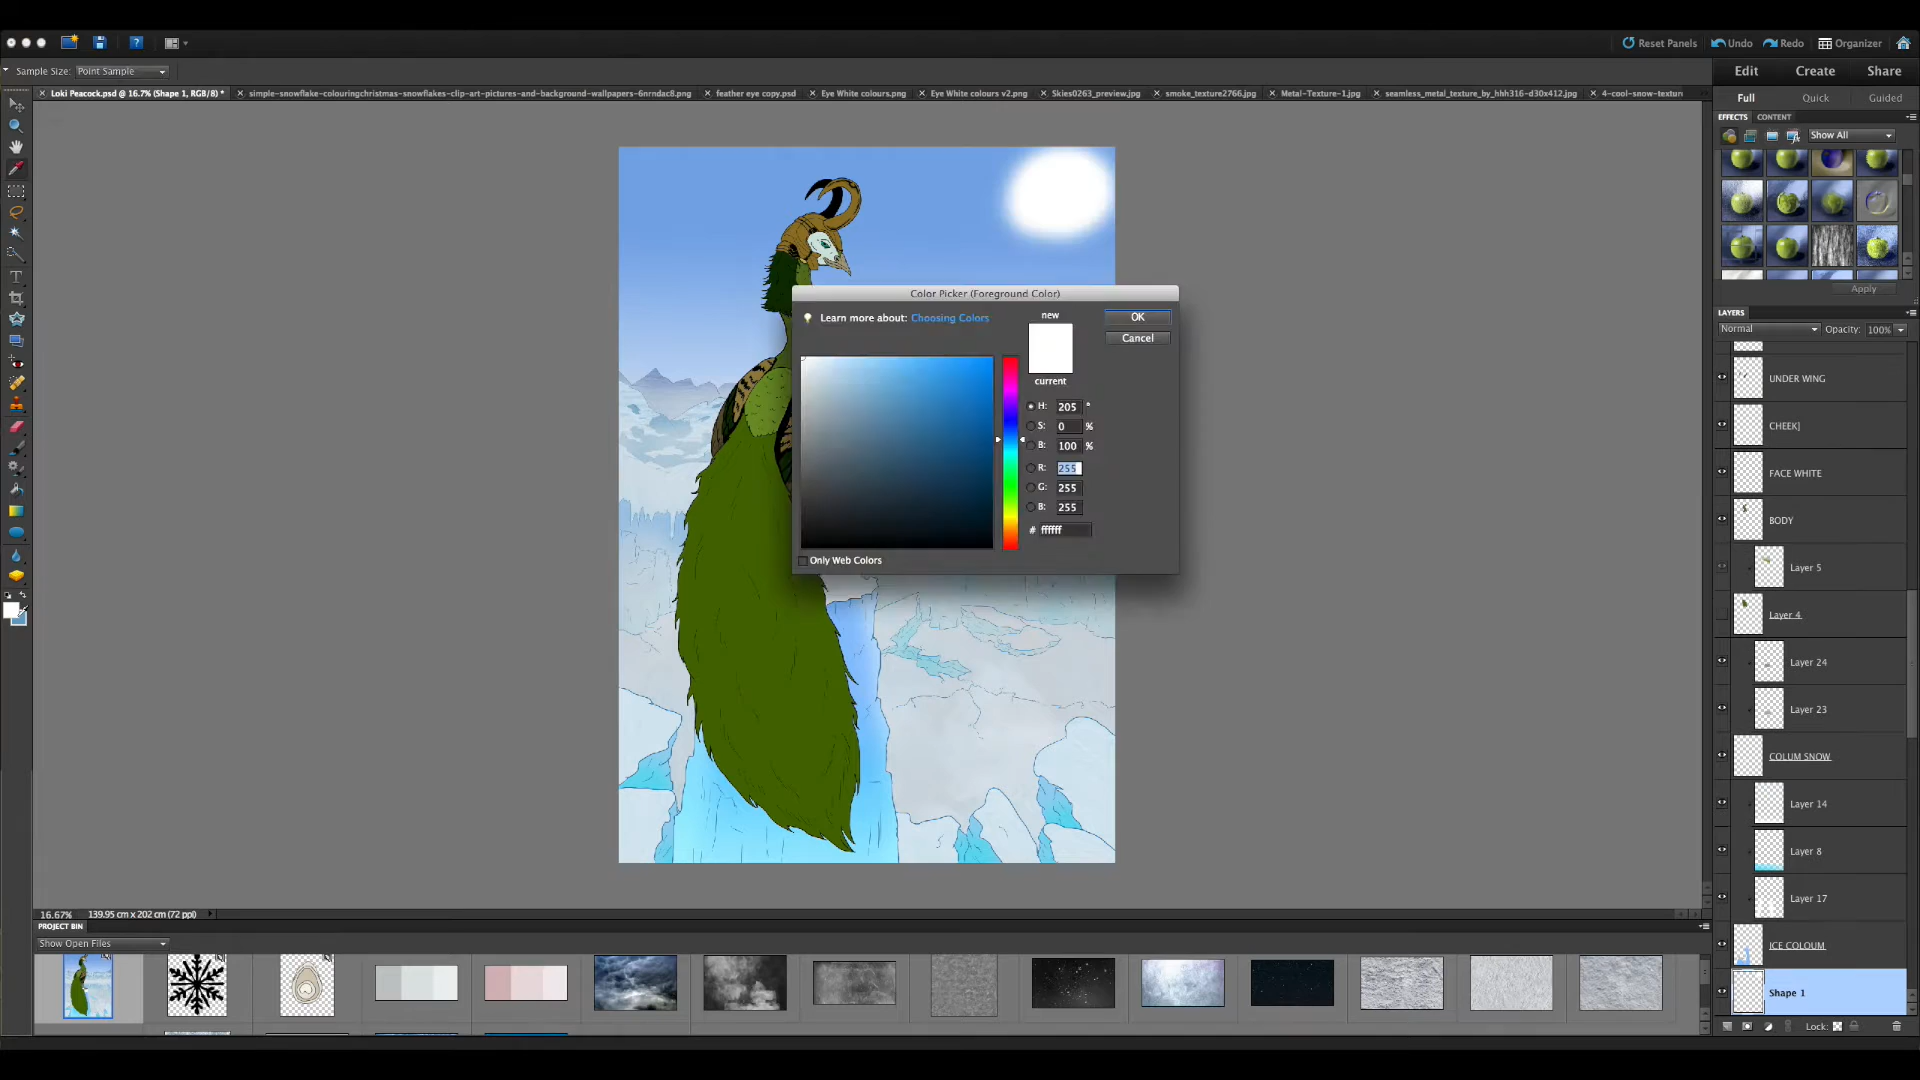 Reset Panels Undo Redo Organizer
Sample Size: Point Sample
Edit Create Share
Loki Peacock.psd @ 16.7% (Shape 1, RGB/8) * simple-snowflake-colouringchristmas-snowflakes-clip-art-pictures-and-background-wallpapers-6nrndac8.png feather eye copy.psd Eye White colours.png Eye White colours v2.png Skies0263_preview.jpg smoke_texture2766.jpg Metal-Texture-1.jpg seamless_metal_texture_by_hhh316-d30x412.jpg 4-cool-snow-textur
Full Quick Guided
EFFECTS CONTENT
Show All
Apply
LAYERS
Normal Opacity: 100%
Color Picker (Foreground Color)
Learn more about: Choosing Colors
new
OK
Cancel
current
H: 205 °
S: 0 %
B: 100 %
R: 255
G: 255
B: 255
# ffffff
Only Web Colors
UNDER WING
CHEEK]
FACE WHITE
BODY
Layer 5
Layer 4
Layer 24
Layer 23
COLUM SNOW
Layer 14
Layer 8
Layer 17
ICE COLOUM
Shape 1
Lock:
16.67% 139.95 cm x 202 cm (72 ppi)
PROJECT BIN
Show Open Files